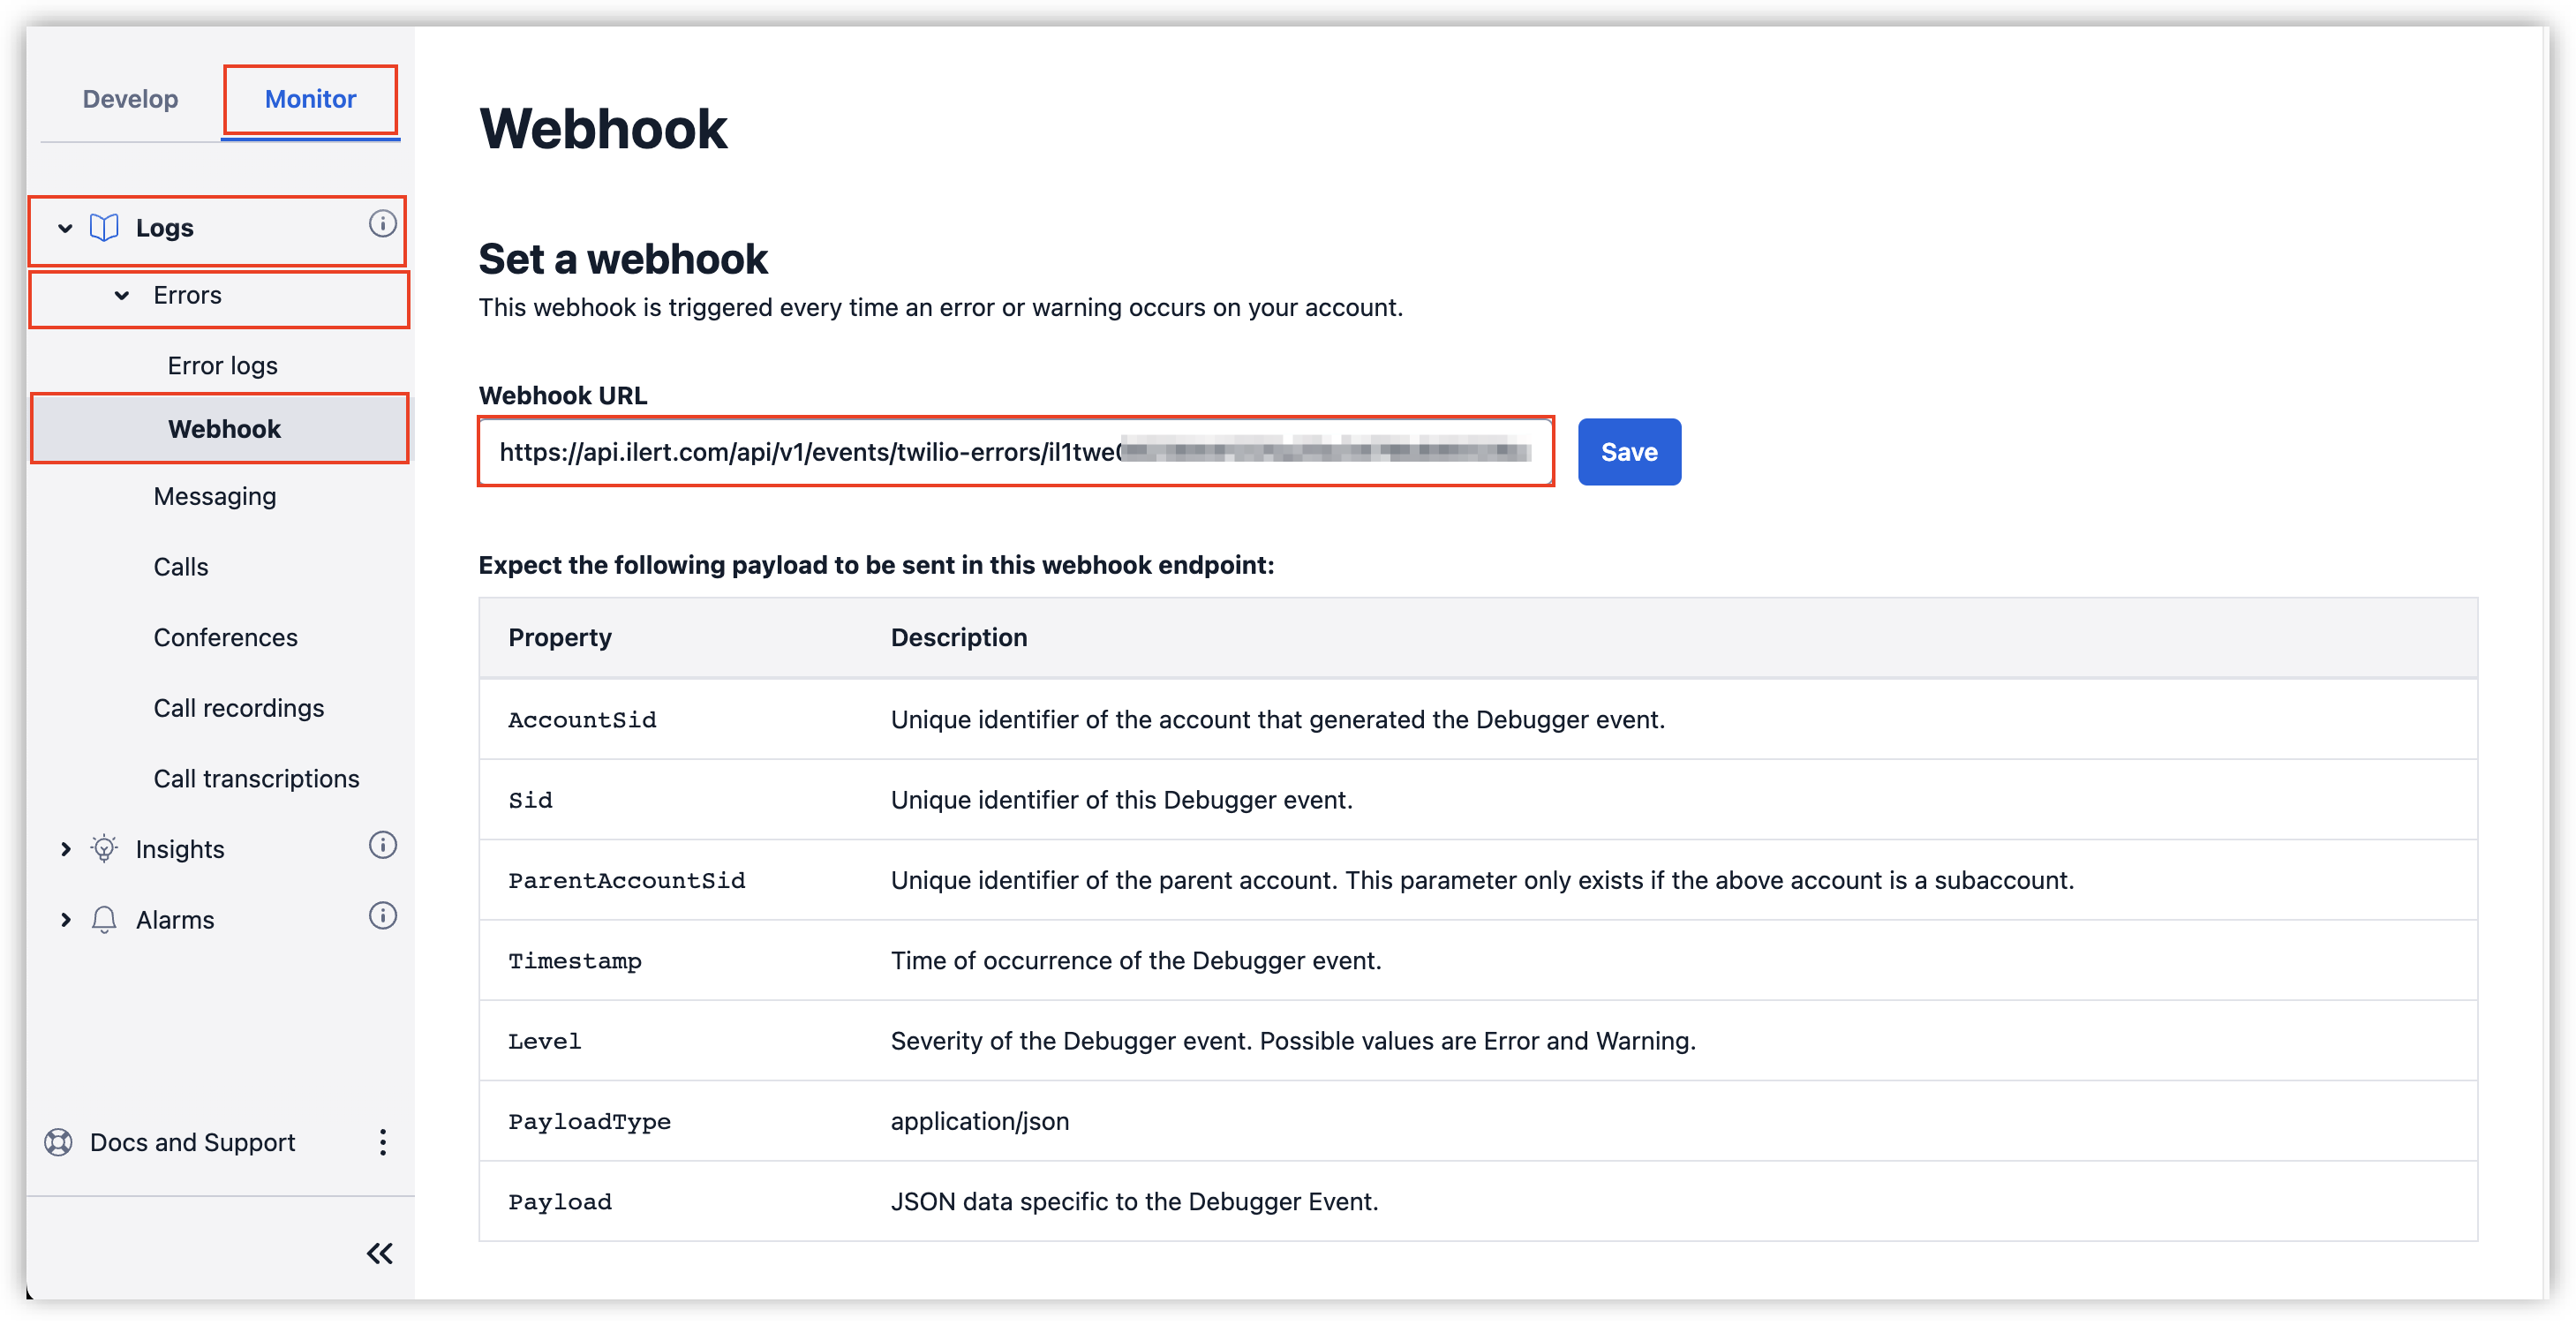 Develop
Monitor
Logs
Errors
Error logs
Webhook
Messaging
Calls
Conferences
Call recordings
Call transcriptions
Insights
Alarms
Docs and Support
Webhook
Set a webhook
This webhook is triggered every time an error or warning occurs on your account.
Webhook URL
https://api.ilert.com/api/v1/events/twilio-errors/il1twe
Save
Expect the following payload to be sent in this webhook endpoint:
Property Description
AccountSid Unique identifier of the account that generated the Debugger event.
Sid Unique identifier of this Debugger event.
ParentAccountSid Unique identifier of the parent account. This parameter only exists if the above account is a subaccount.
Timestamp Time of occurrence of the Debugger event.
Level Severity of the Debugger event. Possible values are Error and Warning.
PayloadType application/json
Payload JSON data specific to the Debugger Event.